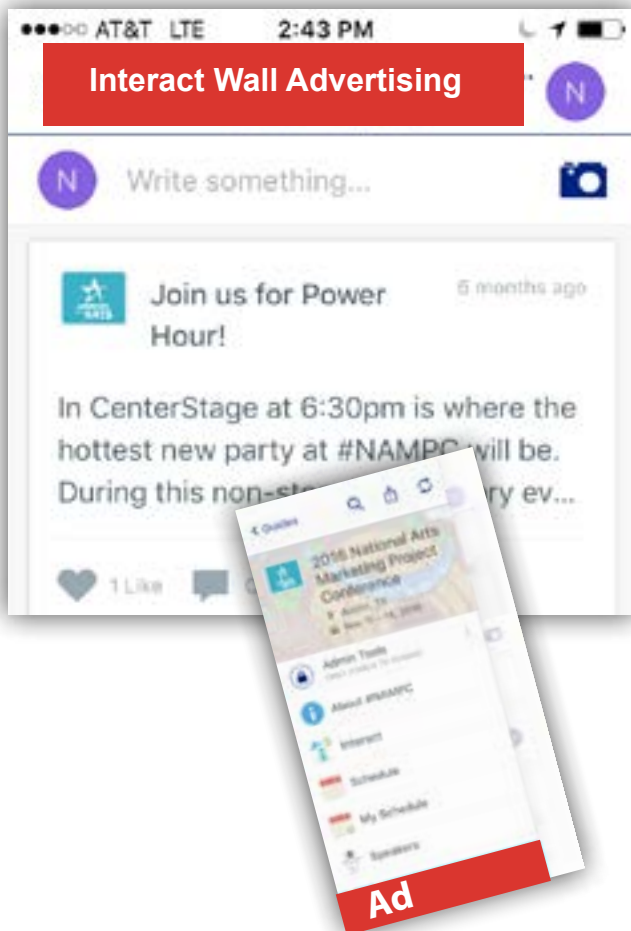 AT&T LTE 2:43 PM
Interact Wall Advertising
N
N Write something...
Join us for Power 6 months ago
Hour!
In CenterStage at 6:30pm is where the
hottest new party at #NAMPC will be.
During this ry ev...
1 Like
Guides
2016 National Arts
Marketing Project
Conference
Austin, TX
Admin Tools
About #NAMPC
Interact
Schedule
My Schedule
Speakers
Ad